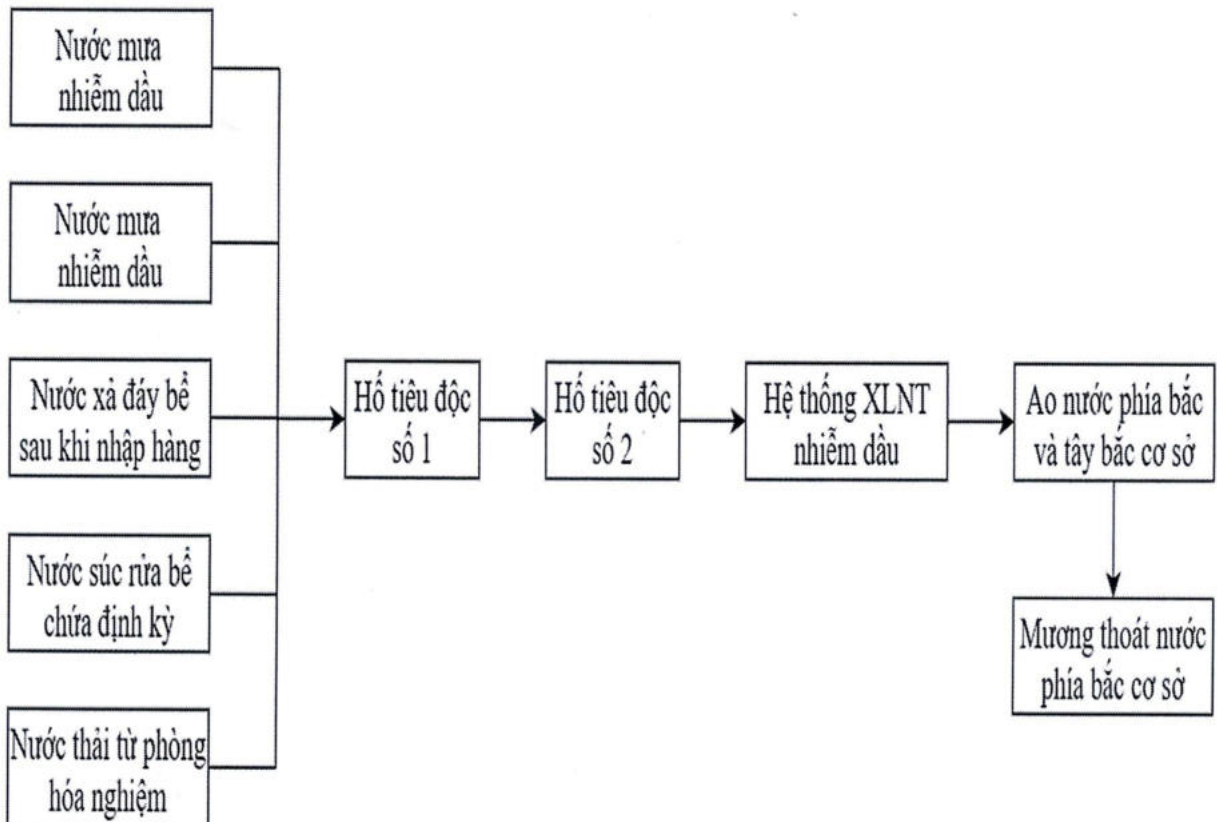 Nước mưa
nhiễm dầu
Nước mưa
nhiễm dầu
Nước xả đáy bể
sau khi nhập hàng
Nước súc rửa bể
chứa định kỳ
Nước thải từ phòng
hóa nghiệm
Hố tiêu độc
số 1
Hố tiêu độc
số 2
Hệ thống XLNT
nhiễm dầu
Ao nước phía bắc
và tây bắc cơ sở
Mương thoát nước
phía bắc cơ sở